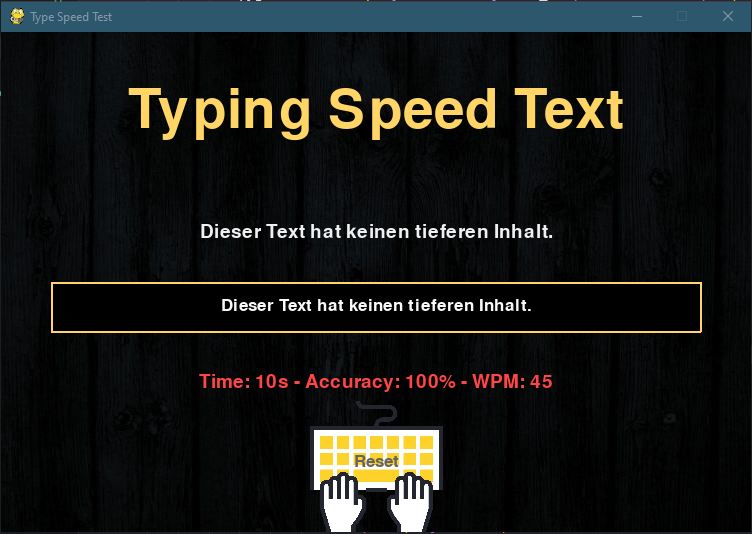 Type Speed Test
Typing Speed Text
Dieser Text hat keinen tieferen Inhalt.
Dieser Text hat keinen tieferen Inhalt.
Time: 10s - Accuracy: 100% - WPM: 45
Reset